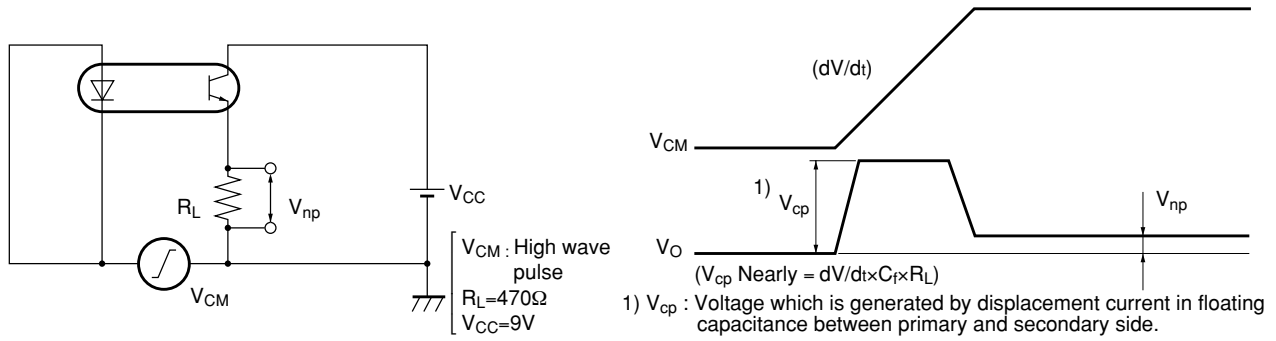 R_L
V_np
V_CC
V_CM
V_CM : High wave
pulse
R_L=470Ω
V_CC=9V
(dV/dt)
V_CM
1) V_cp
V_np
V_O
(V_cp Nearly = dV/dt×C_f×R_L)
1) V_cp : Voltage which is generated by displacement current in floating
capacitance between primary and secondary side.